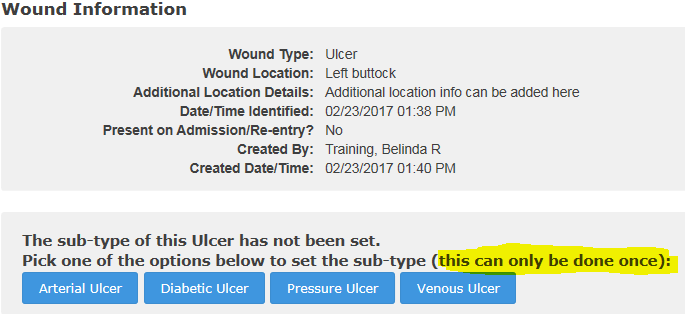 Wound Information
Wound Type: Ulcer
Wound Location: Left buttock
Additional Location Details: Additional location info can be added here
Date/Time Identified: 02/23/2017 01:38 PM
Present on Admission/Re-entry? No
Created By: Training, Belinda R
Created Date/Time: 02/23/2017 01:40 PM
The sub-type of this Ulcer has not been set.
Pick one of the options below to set the sub-type (this can only be done once):
Arterial Ulcer Diabetic Ulcer Pressure Ulcer Venous Ulcer